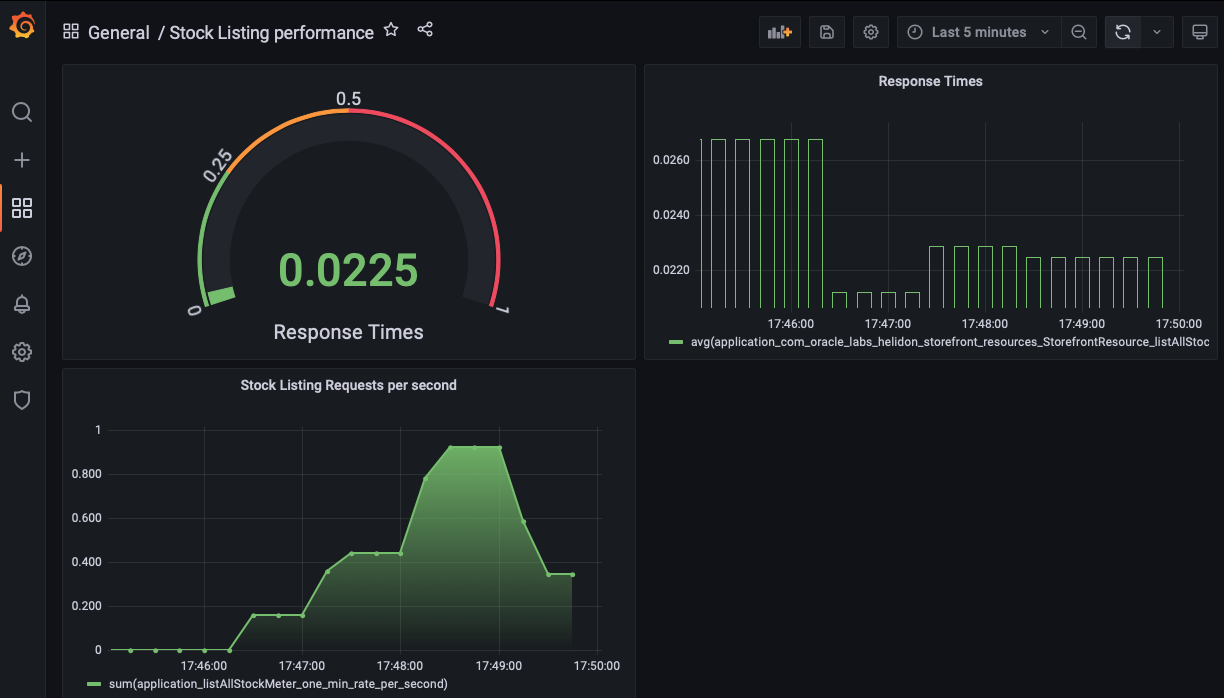 General / Stock Listing performance
Last 5 minutes
0.5
0.25
0
1
0.0225
Response Times
Response Times
0.0260
0.0240
0.0220
17:46:00 17:47:00 17:48:00 17:49:00 17:50:00
avg(application_com_oracle_labs_helidon_storefront_resources_StorefrontResource_listAllStoc
Stock Listing Requests per second
1
0.800
0.600
0.400
0.200
0
17:46:00 17:47:00 17:48:00 17:49:00 17:50:00
sum(application_listAllStockMeter_one_min_rate_per_second)